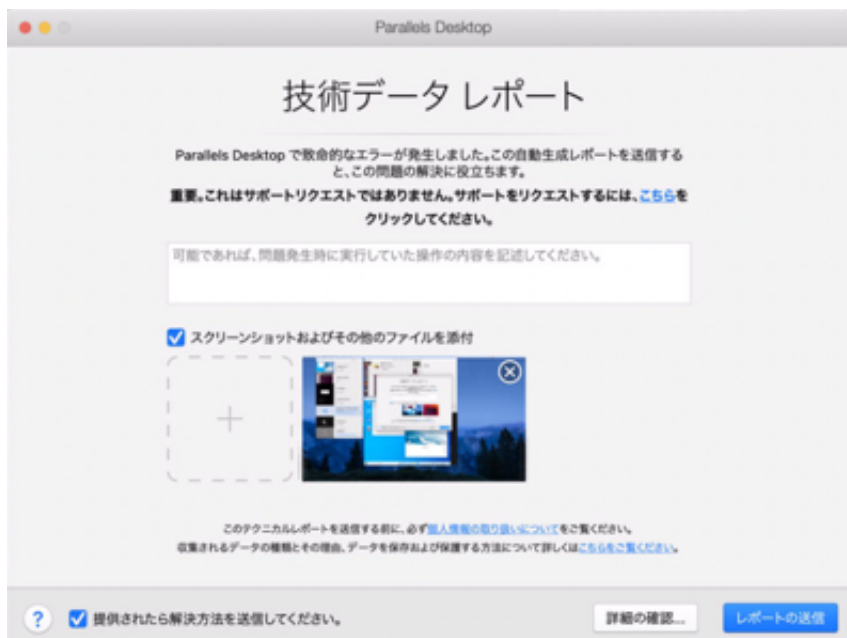 Parallels Desktop
技術データ レポート
Parallels Desktop で致命的なエラーが発生しました。この自動生成レポートを送信する
と、この問題の解決に役立ちます。
重要。これはサポートリクエストではありません。サポートをリクエストするには、こちらを
クリックしてください。
可能であれば、問題発生時に実行していた操作の内容を記述してください。
スクリーンショットおよびその他のファイルを添付
このテクニカルレポートを送信する前に、必ず個人情報の取り扱いについてをご覧ください。
収集されるデータの種類とその理由、データを保存および保護する方法について詳しくはこちらをご覧ください。
? 提供されたら解決方法を送信してください。 詳細の確認... レポートの送信